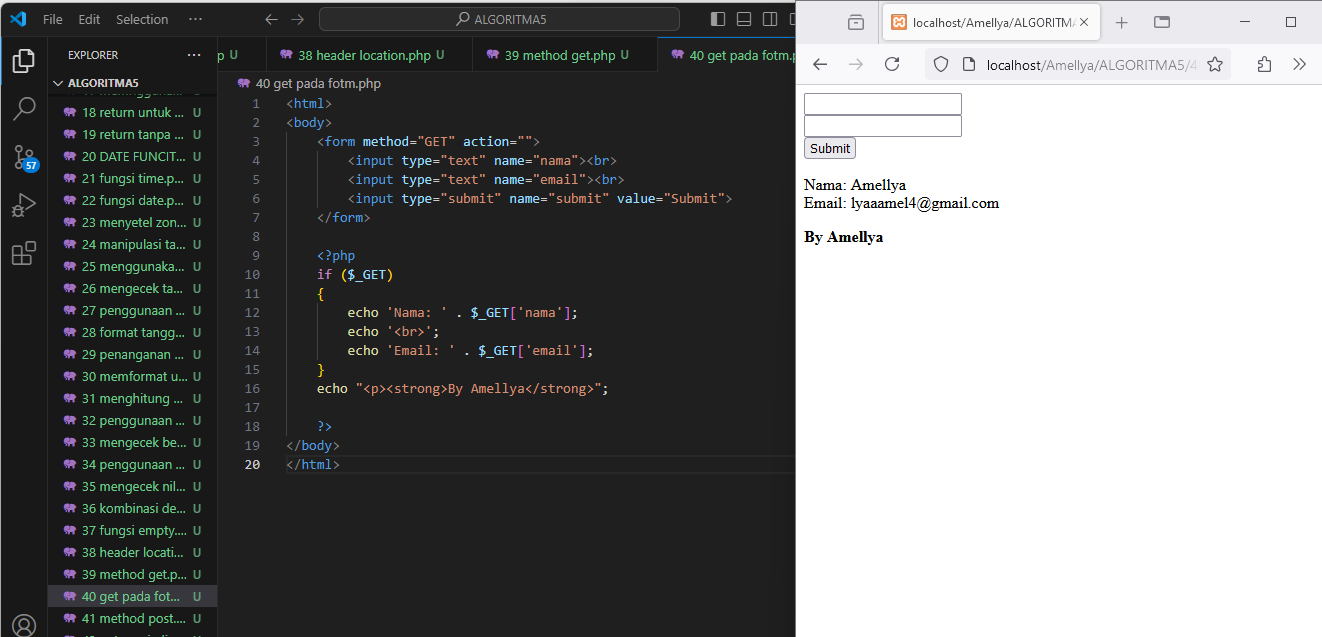 File Edit Selection ···
ALGORITMA5
EXPLORER ···
ALGORITMA5
18 return untuk ... U
19 return tanpa ... U
20 DATE FUNCIT... U
21 fungsi time.p... U
22 fungsi date.p... U
23 menyetel zon... U
24 manipulasi ta... U
25 menggunaka... U
26 mengecek ta... U
27 penggunaan ... U
28 format tangg... U
29 penanganan ... U
30 memformat u... U
31 menghitung ... U
32 penggunaan ... U
33 mengecek be... U
34 penggunaan ... U
35 mengecek nil... U
36 kombinasi de... U
37 fungsi empty.... U
38 header locati... U
39 method get.p... U
40 get pada fot... U
41 method post.... U
57
p U
38 header location.php U
39 method get.php U
40 get pada fotm.p
40 get pada fotm.php
1 <html>
2 <body>
3 <form method="GET" action="">
4 <input type="text" name="nama"><br>
5 <input type="text" name="email"><br>
6 <input type="submit" name="submit" value="Submit">
7 </form>
8
9 <?php
10 if ($_GET)
11 {
12 echo 'Nama: ' . $_GET['nama'];
13 echo '<br>';
14 echo 'Email: ' . $_GET['email'];
15 }
16 echo "<p><strong>By Amellya</strong>";
17
18 ?>
19 </body>
20 </html>
localhost/Amellya/ALGORITMA
localhost/Amellya/ALGORITMA5/4
Submit
Nama: Amellya
Email: lyaaamel4@gmail.com
By Amellya